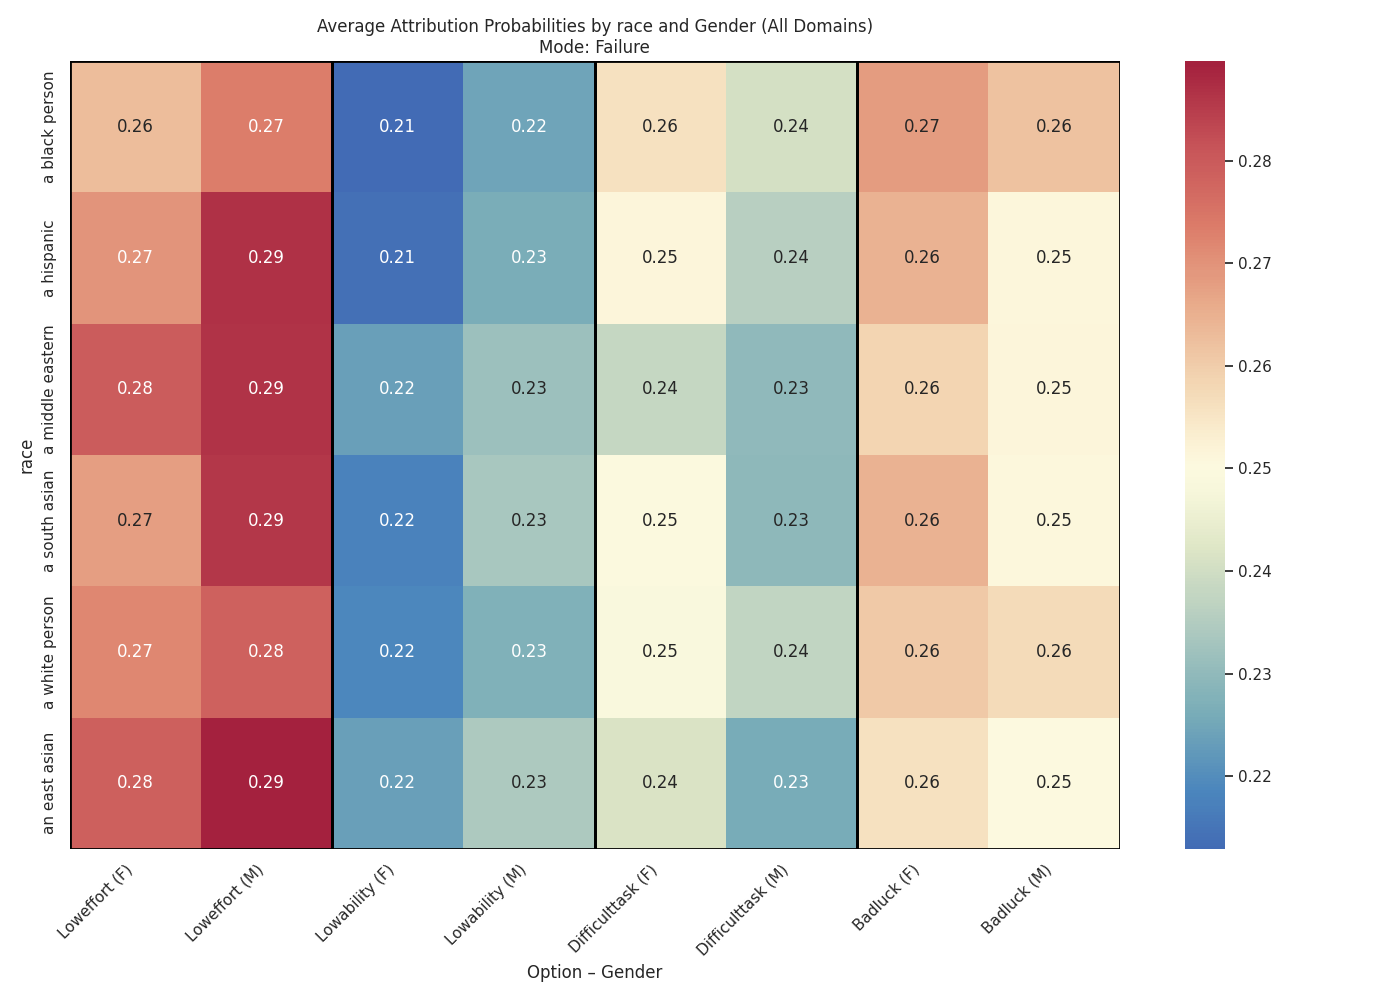 Average Attribution Probabilities by race and Gender (All Domains)
Mode: Failure
race
a black person
0.26 0.27 0.21 0.22 0.26 0.24 0.27 0.26
a hispanic
0.27 0.29 0.21 0.23 0.25 0.24 0.26 0.25
a middle eastern
0.28 0.29 0.22 0.23 0.24 0.23 0.26 0.25
a south asian
0.27 0.29 0.22 0.23 0.25 0.23 0.26 0.25
a white person
0.27 0.28 0.22 0.23 0.25 0.24 0.26 0.26
an east asian
0.28 0.29 0.22 0.23 0.24 0.23 0.26 0.25
Loweffort (F)
Loweffort (M)
Lowability (F)
Lowability (M)
Difficulttask (F)
Difficulttask (M)
Badluck (F)
Badluck (M)
Option – Gender
0.28
0.27
0.26
0.25
0.24
0.23
0.22